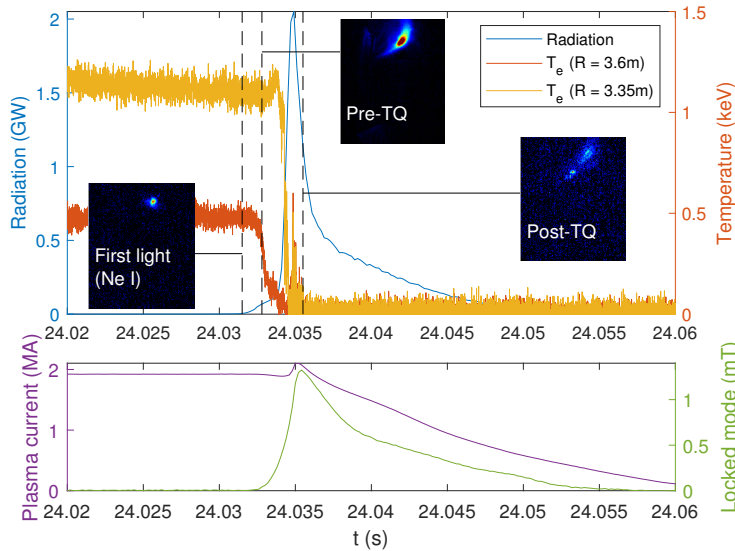 Radiation
T_e (R = 3.6m)
T_e (R = 3.35m)
Pre-TQ
Post-TQ
First light
(Ne I)
Radiation (GW)
2
1.5
1
0.5
0
Temperature (keV)
1.5
1
0.5
0
24.02 24.025 24.03 24.035 24.04 24.045 24.05 24.055 24.06
Plasma current (MA)
2
1
0
Locked mode (mT)
1
0.5
0
24.02 24.025 24.03 24.035 24.04 24.045 24.05 24.055 24.06
t (s)